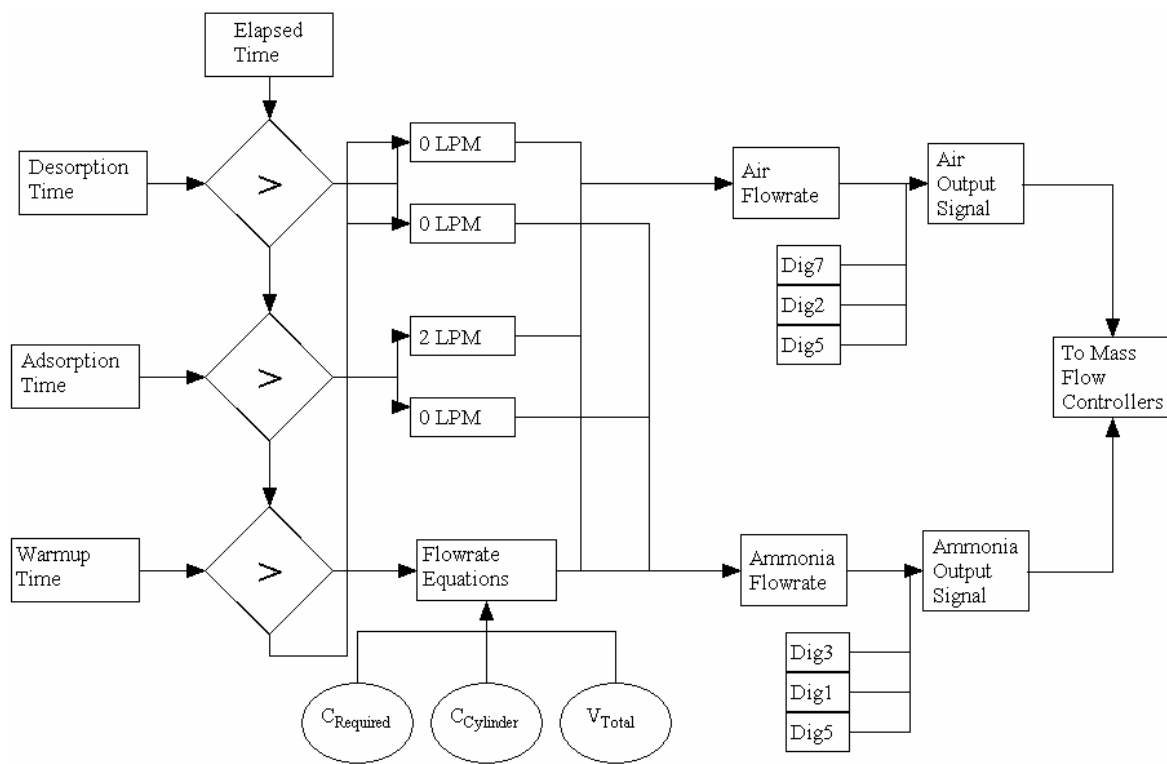 Elapsed
Time
Desorption
Time
>
0 LPM
0 LPM
Air
Flowrate
Air
Output
Signal
Dig7
Dig2
Dig5
Adsorption
Time
>
2 LPM
0 LPM
To Mass
Flow
Controllers
Warmup
Time
>
Flowrate
Equations
Ammonia
Flowrate
Ammonia
Output
Signal
Dig3
Dig1
Dig5
CRequired
CCylinder
VTotal